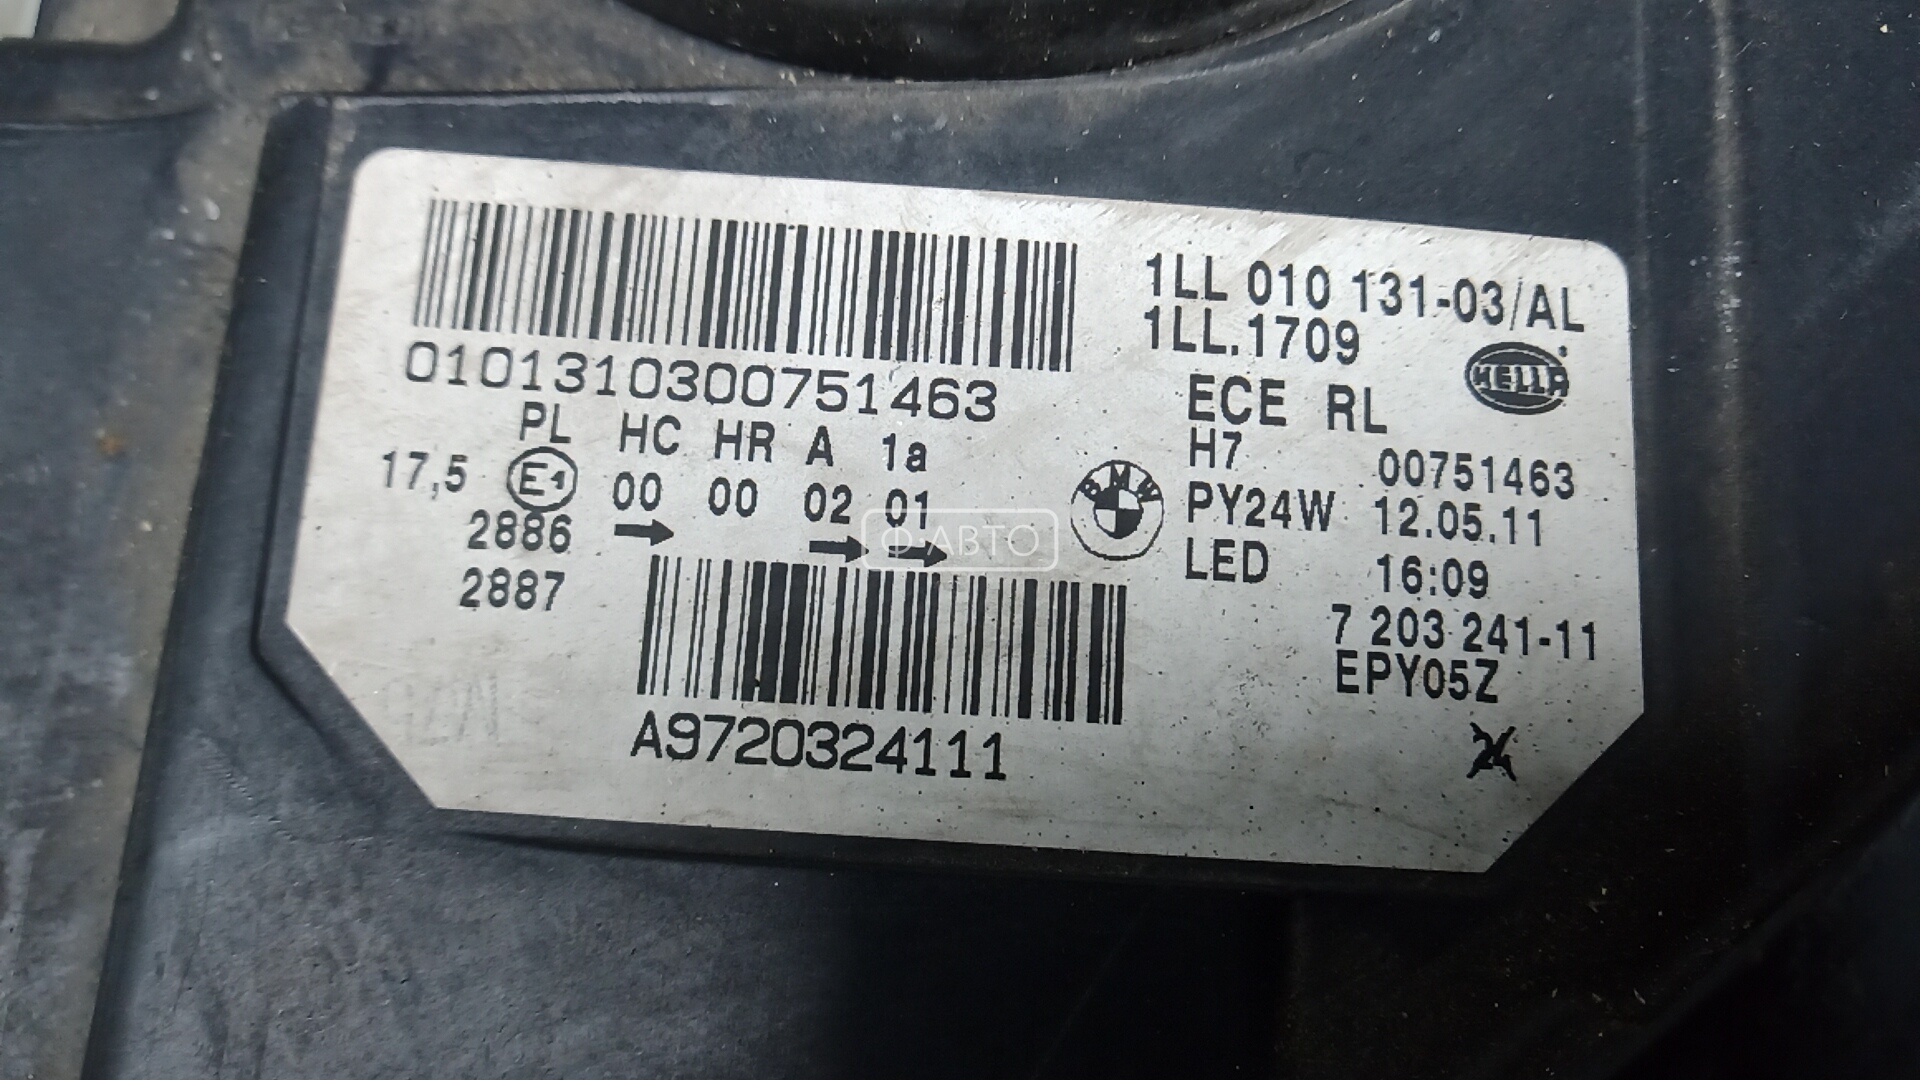 1LL 010 131-03/AL
1LL.1709
HELLA
0101310300751463
ECE RL
PL HC HR A 1a
H7 00751463
17,5 E1 00 00 02 01
BMW
PY24W 12.05.11
2886
LED 16:09
2887
7 203 241-11
EPY05Z
A9720324111
24
Ф-АВТО